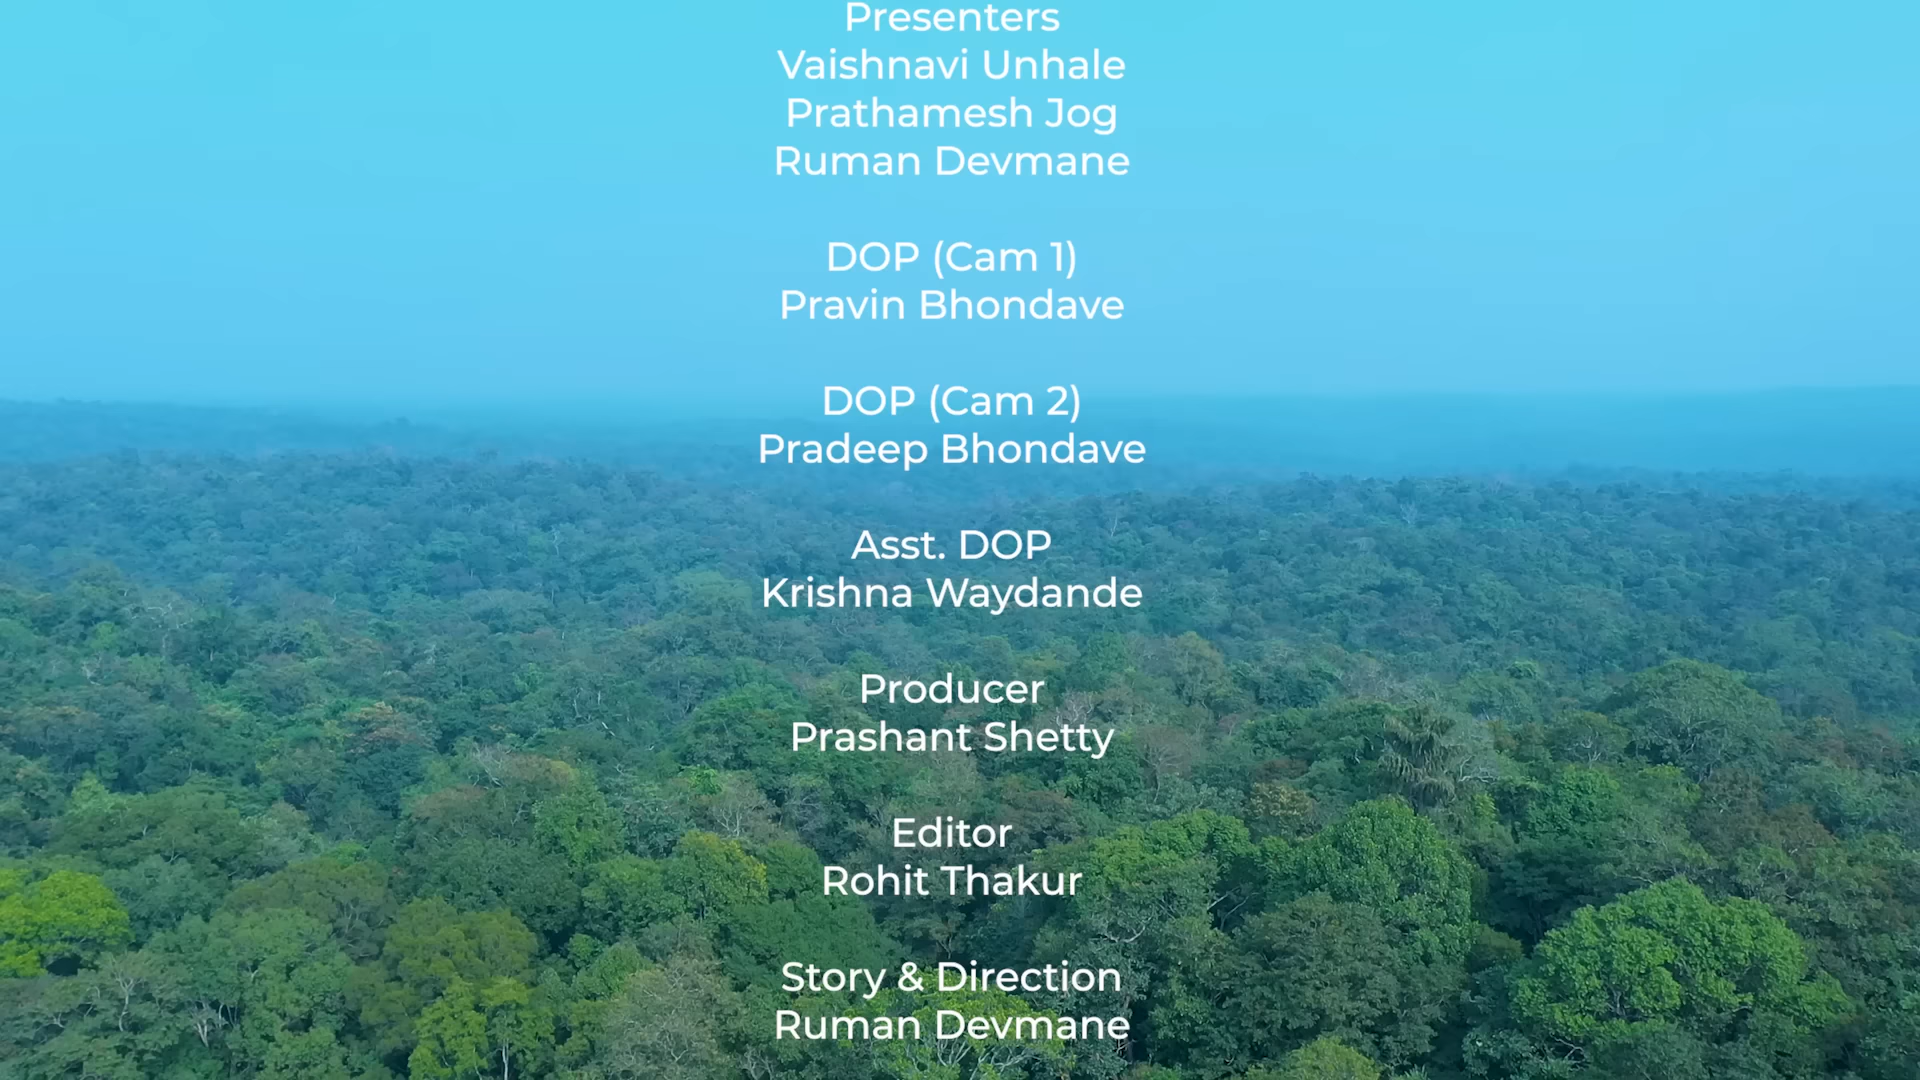 Presenters
Vaishnavi Unhale
Prathamesh Jog
Ruman Devmane
DOP (Cam 1)
Pravin Bhondave
DOP (Cam 2)
Pradeep Bhondave
Asst. DOP
Krishna Waydande
Producer
Prashant Shetty
Editor
Rohit Thakur
Story & Direction
Ruman Devmane